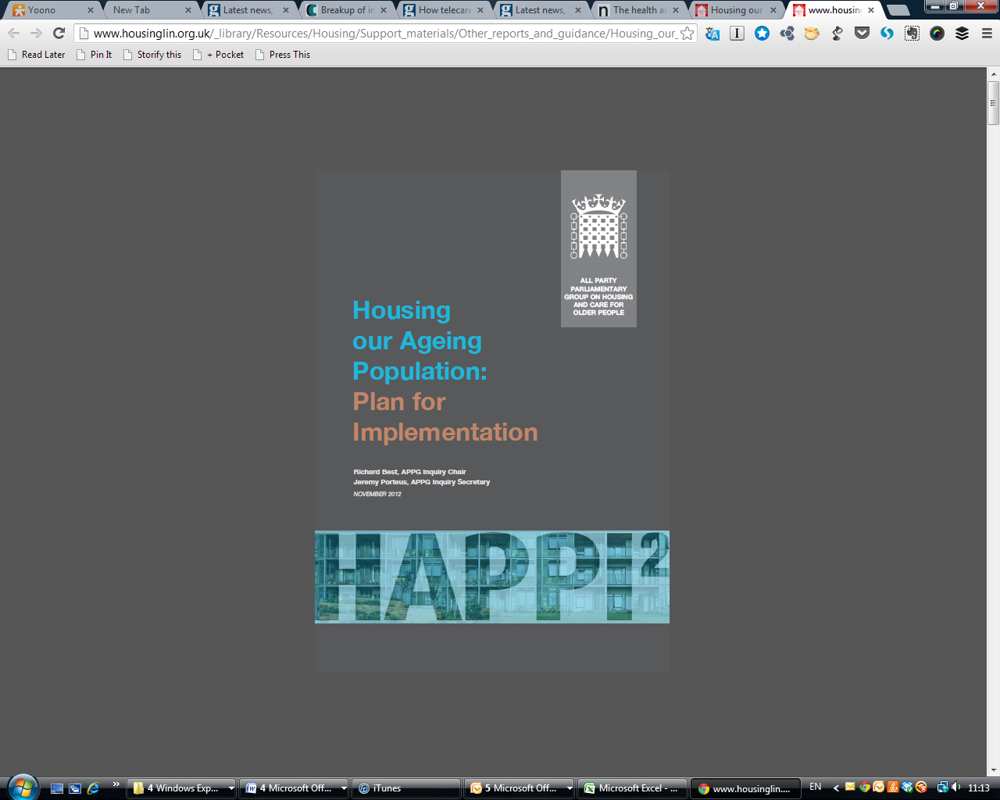 Yoono
New Tab
Latest news,
Breakup of in
How telecare
Latest news,
The health a
Housing our
www.housin
www.housinglin.org.uk/_library/Resources/Housing/Support_materials/Other_reports_and_guidance/Housing_our_
Read Later
Pin It
Storify this
+ Pocket
Press This
ALL PARTY
PARLIAMENTARY
GROUP ON HOUSING
AND CARE FOR
OLDER PEOPLE
Housing
our Ageing
Population:
Plan for
Implementation
Richard Best, APPG Inquiry Chair
Jeremy Porteus, APPG Inquiry Secretary
NOVEMBER 2012
HAPPI2
4 Windows Exp...
4 Microsoft Off...
iTunes
5 Microsoft Off...
Microsoft Excel - ...
www.housinglin....
EN
11:13